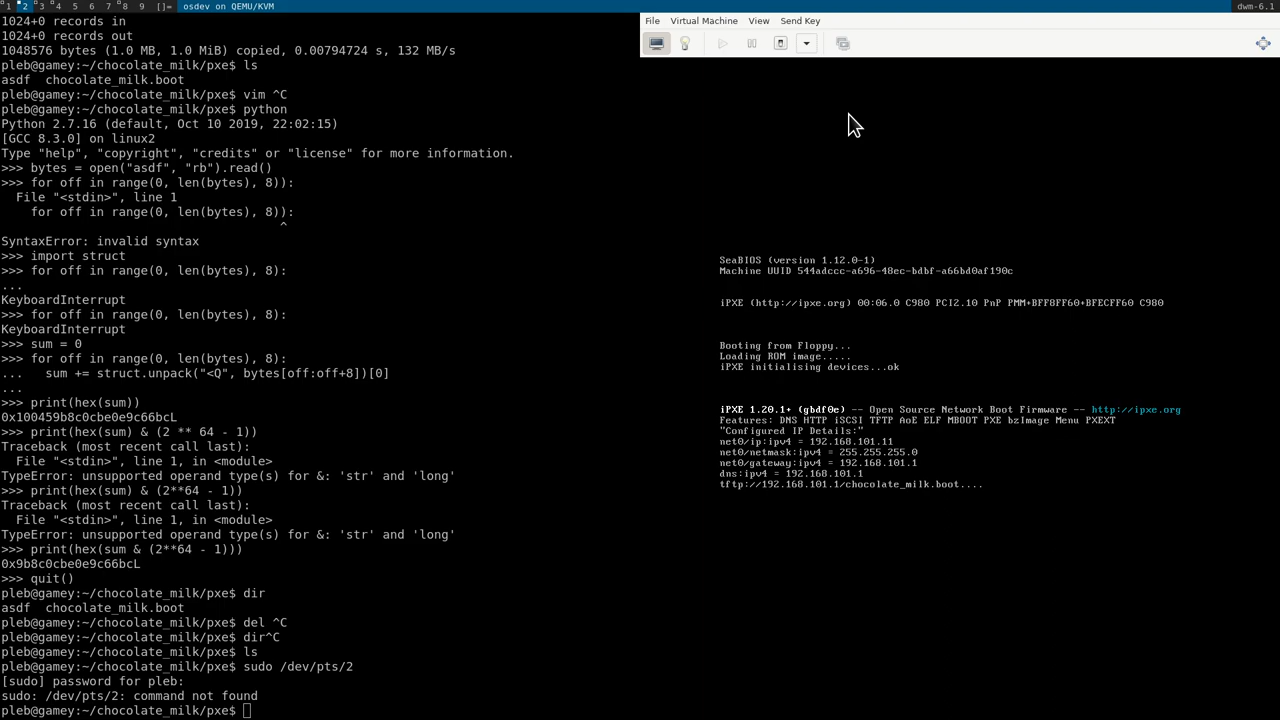 1 2 3 4 5 6 7 8 9 []= osdev on QEMU/KVM dwm-6.1
1024+0 records in
1024+0 records out
1048576 bytes (1.0 MB, 1.0 MiB) copied, 0.00794724 s, 132 MB/s
pleb@gamey:~/chocolate_milk/pxe$ ls
asdf  chocolate_milk.boot
pleb@gamey:~/chocolate_milk/pxe$ vim ^C
pleb@gamey:~/chocolate_milk/pxe$ python
Python 2.7.16 (default, Oct 10 2019, 22:02:15)
[GCC 8.3.0] on linux2
Type "help", "copyright", "credits" or "license" for more information.
>>> bytes = open("asdf", "rb").read()
>>> for off in range(0, len(bytes), 8)):
  File "<stdin>", line 1
    for off in range(0, len(bytes), 8)):
                                      ^
SyntaxError: invalid syntax
>>> import struct
>>> for off in range(0, len(bytes), 8):
...
KeyboardInterrupt
>>> for off in range(0, len(bytes), 8):
KeyboardInterrupt
>>> sum = 0
>>> for off in range(0, len(bytes), 8):
...   sum += struct.unpack("<Q", bytes[off:off+8])[0]
...
>>> print(hex(sum))
0x100459b8c0cbe0e9c66bcL
>>> print(hex(sum) & (2 ** 64 - 1))
Traceback (most recent call last):
  File "<stdin>", line 1, in <module>
TypeError: unsupported operand type(s) for &: 'str' and 'long'
>>> print(hex(sum) & (2**64 - 1))
Traceback (most recent call last):
  File "<stdin>", line 1, in <module>
TypeError: unsupported operand type(s) for &: 'str' and 'long'
>>> print(hex(sum & (2**64 - 1)))
0x9b8c0cbe0e9c66bcL
>>> quit()
pleb@gamey:~/chocolate_milk/pxe$ dir
asdf  chocolate_milk.boot
pleb@gamey:~/chocolate_milk/pxe$ del ^C
pleb@gamey:~/chocolate_milk/pxe$ dir^C
pleb@gamey:~/chocolate_milk/pxe$ ls
pleb@gamey:~/chocolate_milk/pxe$ sudo /dev/pts/2
[sudo] password for pleb:
sudo: /dev/pts/2: command not found
pleb@gamey:~/chocolate_milk/pxe$
File Virtual Machine View Send Key
SeaBIOS (version 1.12.0-1)
Machine UUID 544adccc-a696-48ec-bdbf-a66bd0af190c
iPXE (http://ipxe.org) 00:06.0 C980 PCI2.10 PnP PMM+BFF8FF60+BFECFF60 C980
Booting from Floppy...
Loading ROM image.....
iPXE initialising devices...ok
iPXE 1.20.1+ (gbdf0e) -- Open Source Network Boot Firmware -- http://ipxe.org
Features: DNS HTTP iSCSI TFTP AoE ELF MBOOT PXE bzImage Menu PXEXT
"Configured IP Details:"
net0/ip:ipv4 = 192.168.101.11
net0/netmask:ipv4 = 255.255.255.0
net0/gateway:ipv4 = 192.168.101.1
dns:ipv4 = 192.168.101.1
tftp://192.168.101.1/chocolate_milk.boot....